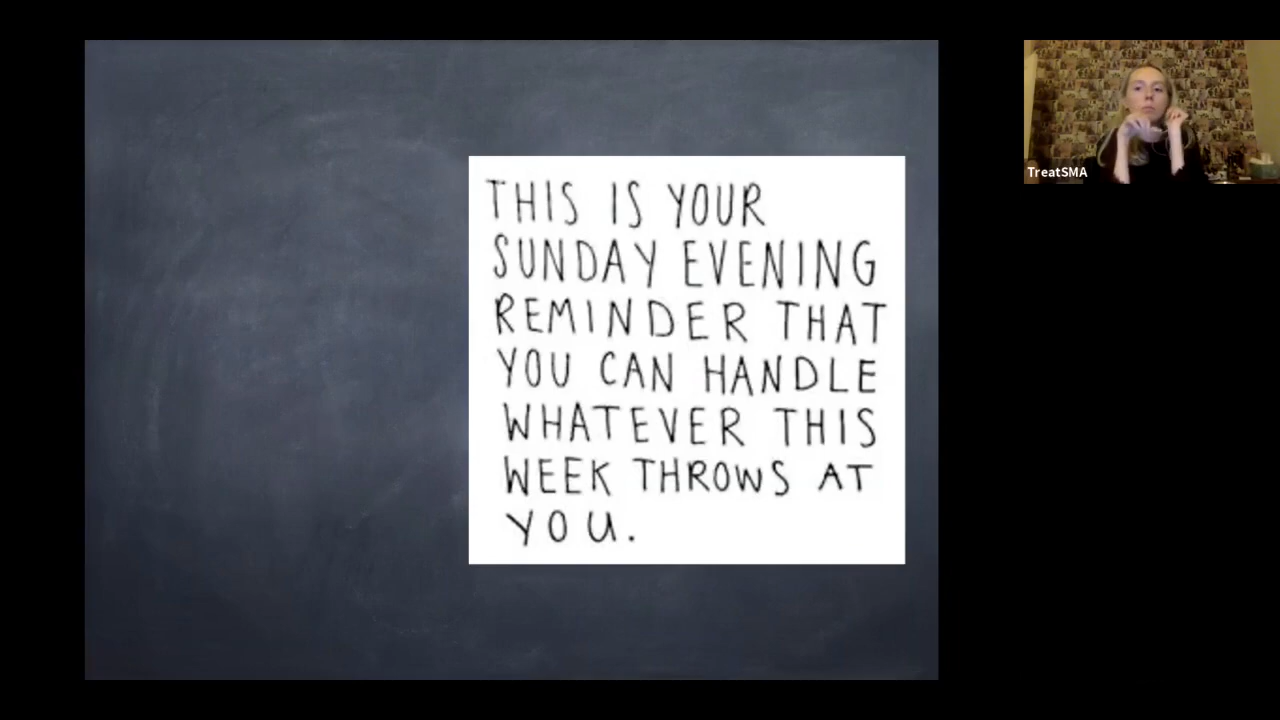 THIS IS YOUR
SUNDAY EVENING
REMINDER THAT
YOU CAN HANDLE
WHATEVER THIS
WEEK THROWS AT
YOU.
TreatSMA